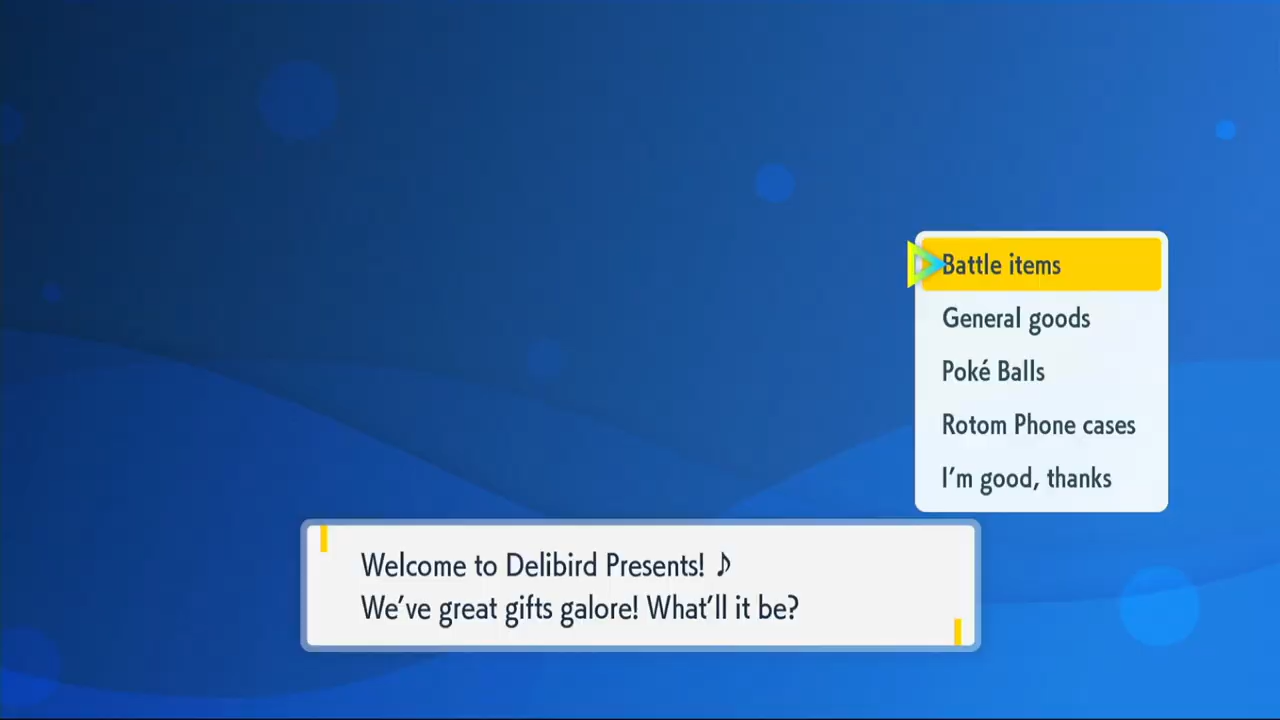 Battle items
General goods
Poké Balls
Rotom Phone cases
I'm good, thanks
Welcome to Delibird Presents! ♪
We've great gifts galore! What'll it be?